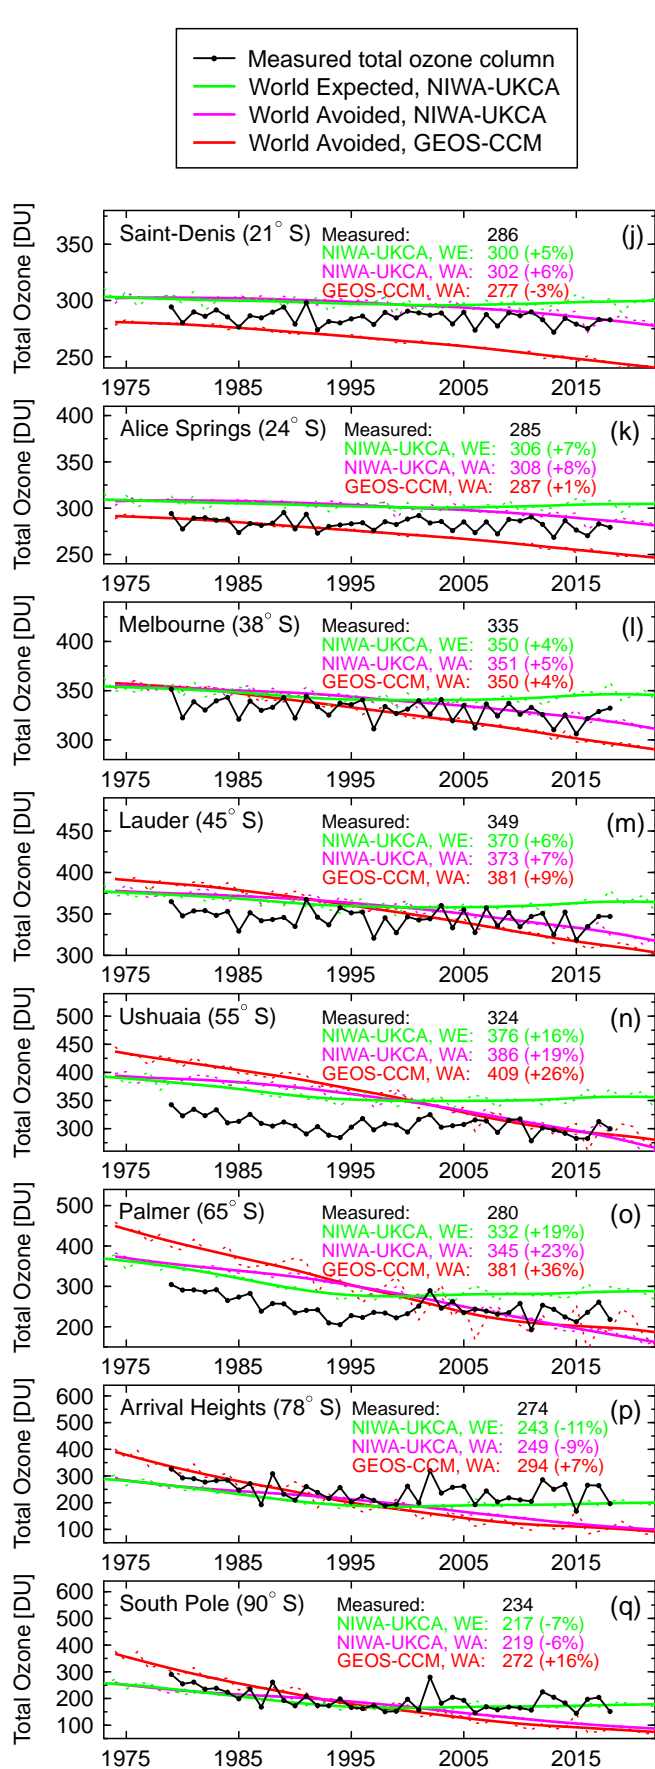 Measured total ozone column
World Expected, NIWA-UKCA
World Avoided, NIWA-UKCA
World Avoided, GEOS-CCM
Total Ozone [DU]
Saint-Denis (21° S)
(j)
Measured: 286
NIWA-UKCA, WE: 300 (+5%)
NIWA-UKCA, WA: 302 (+6%)
GEOS-CCM, WA: 277 (-3%)
350
300
250
1975 1985 1995 2005 2015
Total Ozone [DU]
Alice Springs (24° S)
(k)
Measured: 285
NIWA-UKCA, WE: 306 (+7%)
NIWA-UKCA, WA: 308 (+8%)
GEOS-CCM, WA: 287 (+1%)
400
350
300
250
1975 1985 1995 2005 2015
Total Ozone [DU]
Melbourne (38° S)
(l)
Measured: 335
NIWA-UKCA, WE: 350 (+4%)
NIWA-UKCA, WA: 351 (+5%)
GEOS-CCM, WA: 350 (+4%)
400
350
300
1975 1985 1995 2005 2015
Total Ozone [DU]
Lauder (45° S)
(m)
Measured: 349
NIWA-UKCA, WE: 370 (+6%)
NIWA-UKCA, WA: 373 (+7%)
GEOS-CCM, WA: 381 (+9%)
450
400
350
300
1975 1985 1995 2005 2015
Total Ozone [DU]
Ushuaia (55° S)
(n)
Measured: 324
NIWA-UKCA, WE: 376 (+16%)
NIWA-UKCA, WA: 386 (+19%)
GEOS-CCM, WA: 409 (+26%)
500
450
400
350
300
1975 1985 1995 2005 2015
Total Ozone [DU]
Palmer (65° S)
(o)
Measured: 280
NIWA-UKCA, WE: 332 (+19%)
NIWA-UKCA, WA: 345 (+23%)
GEOS-CCM, WA: 381 (+36%)
500
400
300
200
1975 1985 1995 2005 2015
Total Ozone [DU]
Arrival Heights (78° S)
(p)
Measured: 274
NIWA-UKCA, WE: 243 (-11%)
NIWA-UKCA, WA: 249 (-9%)
GEOS-CCM, WA: 294 (+7%)
600
500
400
300
200
100
1975 1985 1995 2005 2015
Total Ozone [DU]
South Pole (90° S)
(q)
Measured: 234
NIWA-UKCA, WE: 217 (-7%)
NIWA-UKCA, WA: 219 (-6%)
GEOS-CCM, WA: 272 (+16%)
600
500
400
300
200
100
1975 1985 1995 2005 2015